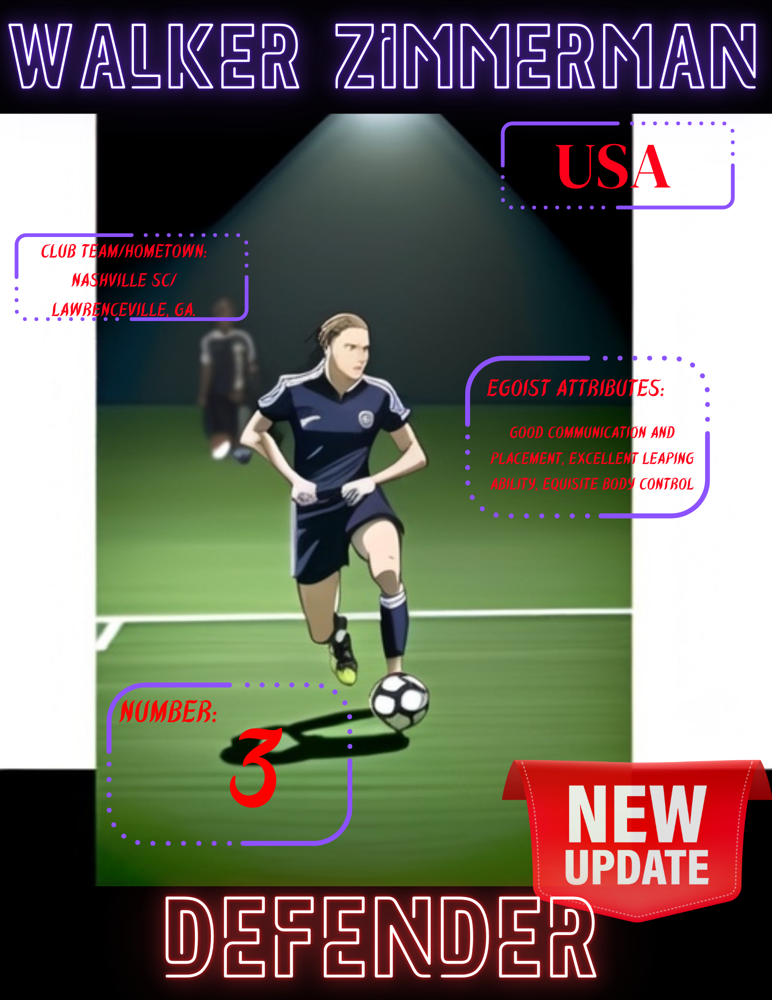 WALKER ZIMMERMAN
USA
CLUB TEAM/HOMETOWN:
NASHVILLE SC/
LAWRENCEVILLE, GA.
EGOIST ATTRIBUTES:
GOOD COMMUNICATION AND
PLACEMENT, EXCELLENT LEAPING
ABILITY, EQUISITE BODY CONTROL
NUMBER:
3
NEW
UPDATE
DEFENDER